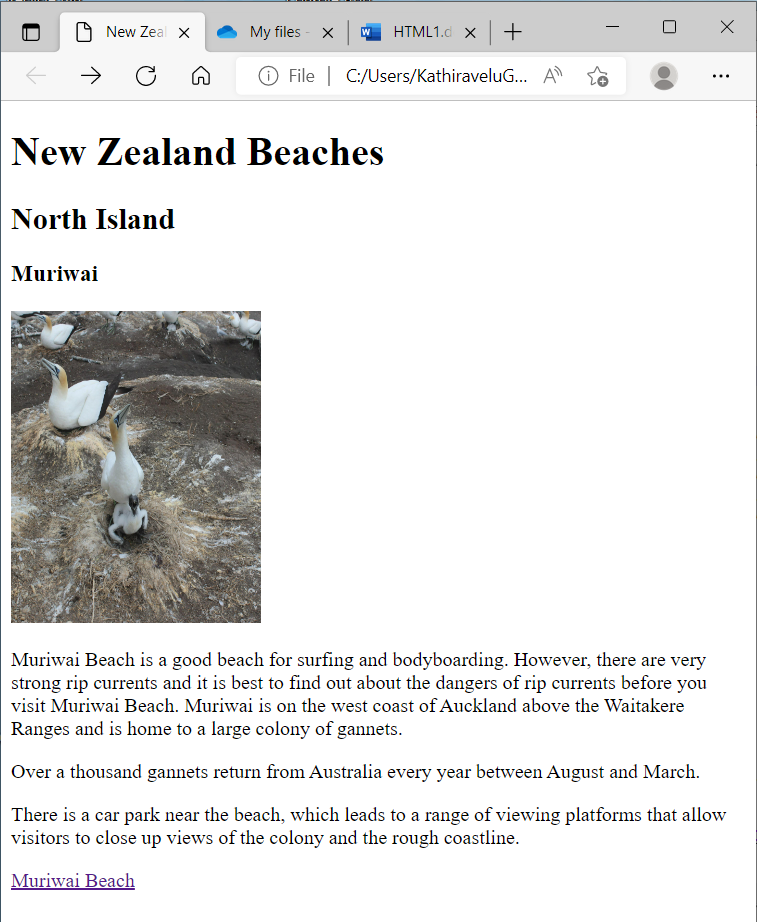 New Zeal
My files -
HTML1.d
File
C:/Users/KathiraveluG...
New Zealand Beaches
North Island
Muriwai
Muriwai Beach is a good beach for surfing and bodyboarding. However, there are very
strong rip currents and it is best to find out about the dangers of rip currents before you
visit Muriwai Beach. Muriwai is on the west coast of Auckland above the Waitakere
Ranges and is home to a large colony of gannets.
Over a thousand gannets return from Australia every year between August and March.
There is a car park near the beach, which leads to a range of viewing platforms that allow
visitors to close up views of the colony and the rough coastline.
Muriwai Beach